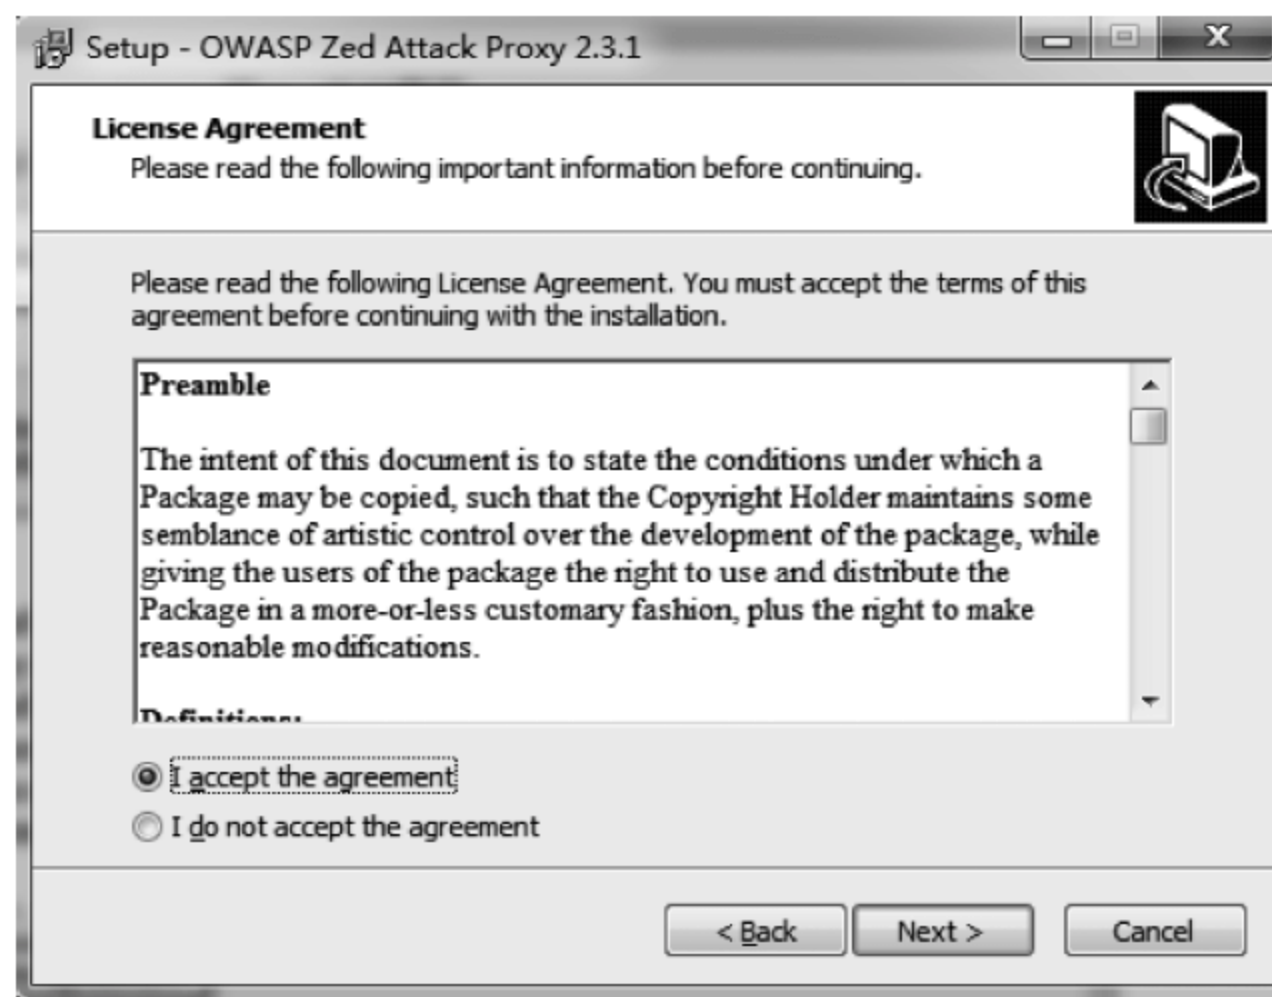 Setup - OWASP Zed Attack Proxy 2.3.1
License Agreement
Please read the following important information before continuing.
Please read the following License Agreement. You must accept the terms of this
agreement before continuing with the installation.
Preamble
The intent of this document is to state the conditions under which a
Package may be copied, such that the Copyright Holder maintains some
semblance of artistic control over the development of the package, while
giving the users of the package the right to use and distribute the
Package in a more-or-less customary fashion, plus the right to make
reasonable modifications.
Definitions:
I accept the agreement
I do not accept the agreement
< Back Next > Cancel